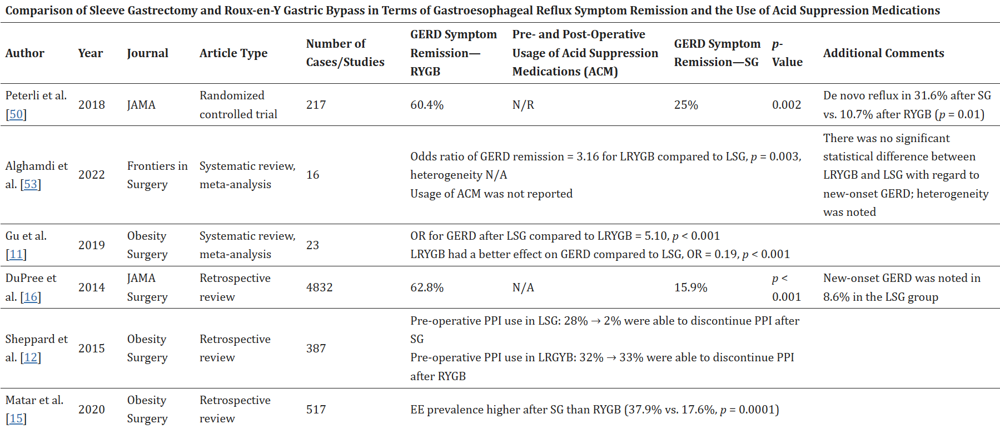 Comparison of Sleeve Gastrectomy and Roux-en-Y Gastric Bypass in Terms of Gastroesophageal Reflux Symptom Remission and the Use of Acid Suppression Medications
Author
Year
Journal
Article Type
Number of
Cases/Studies
GERD Symptom
Remission—
RYGB
Pre- and Post-Operative
Usage of Acid Suppression
Medications (ACM)
GERD Symptom
Remission—SG
p-
Value
Additional Comments
Peterli et al.
[50]
2018
JAMA
Randomized
controlled trial
217
60.4%
N/R
25%
0.002
De novo reflux in 31.6% after SG
vs. 10.7% after RYGB (p = 0.01)
Alghamdi et
al. [53]
2022
Frontiers in
Surgery
Systematic review,
meta-analysis
16
Odds ratio of GERD remission = 3.16 for LRYGB compared to LSG, p = 0.003,
heterogeneity N/A
Usage of ACM was not reported
There was no significant
statistical difference between
LRYGB and LSG with regard to
new-onset GERD; heterogeneity
was noted
Gu et al.
[11]
2019
Obesity
Surgery
Systematic review,
meta-analysis
23
OR for GERD after LSG compared to LRYGB = 5.10, p < 0.001
LRYGB had a better effect on GERD compared to LSG, OR = 0.19, p < 0.001
DuPree et
al. [16]
2014
JAMA
Surgery
Retrospective
review
4832
62.8%
N/A
15.9%
p <
0.001
New-onset GERD was noted in
8.6% in the LSG group
Sheppard et
al. [12]
2015
Obesity
Surgery
Retrospective
review
387
Pre-operative PPI use in LSG: 28% → 2% were able to discontinue PPI after
SG
Pre-operative PPI use in LRGYB: 32% → 33% were able to discontinue PPI
after RYGB
Matar et al.
[15]
2020
Obesity
Surgery
Retrospective
review
517
EE prevalence higher after SG than RYGB (37.9% vs. 17.6%, p = 0.0001)